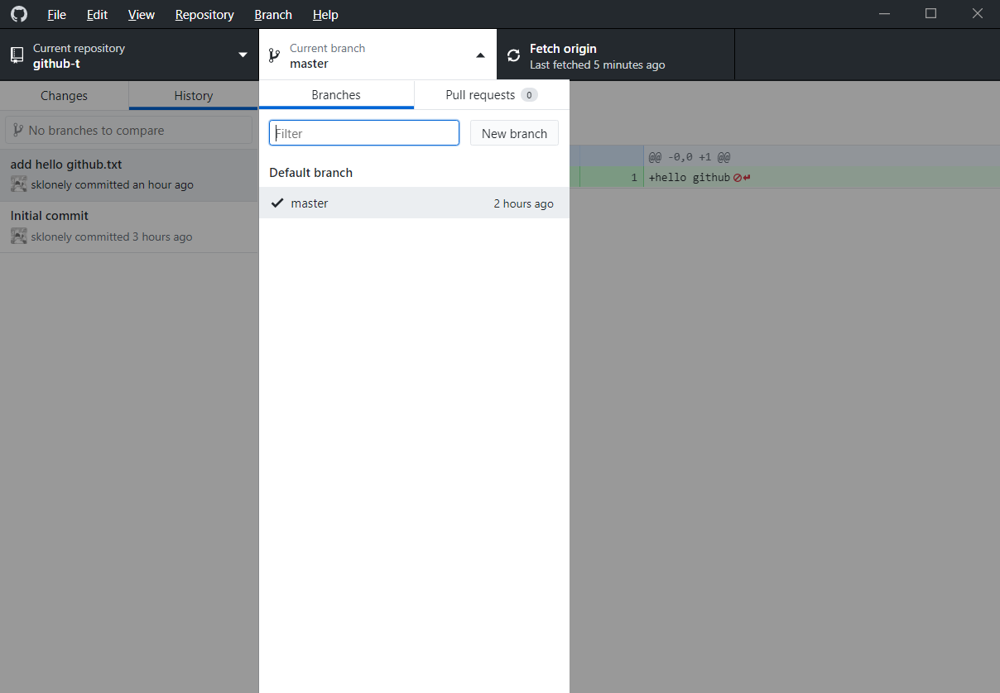 File Edit View Repository Branch Help
Current repository
github-t
Current branch
master
Fetch origin
Last fetched 5 minutes ago
Changes
History
Branches
Pull requests 0
No branches to compare
Filter
New branch
add hello github.txt
sklonely committed an hour ago
Initial commit
sklonely committed 3 hours ago
Default branch
master
2 hours ago
@@ -0,0 +1 @@
1 +hello github